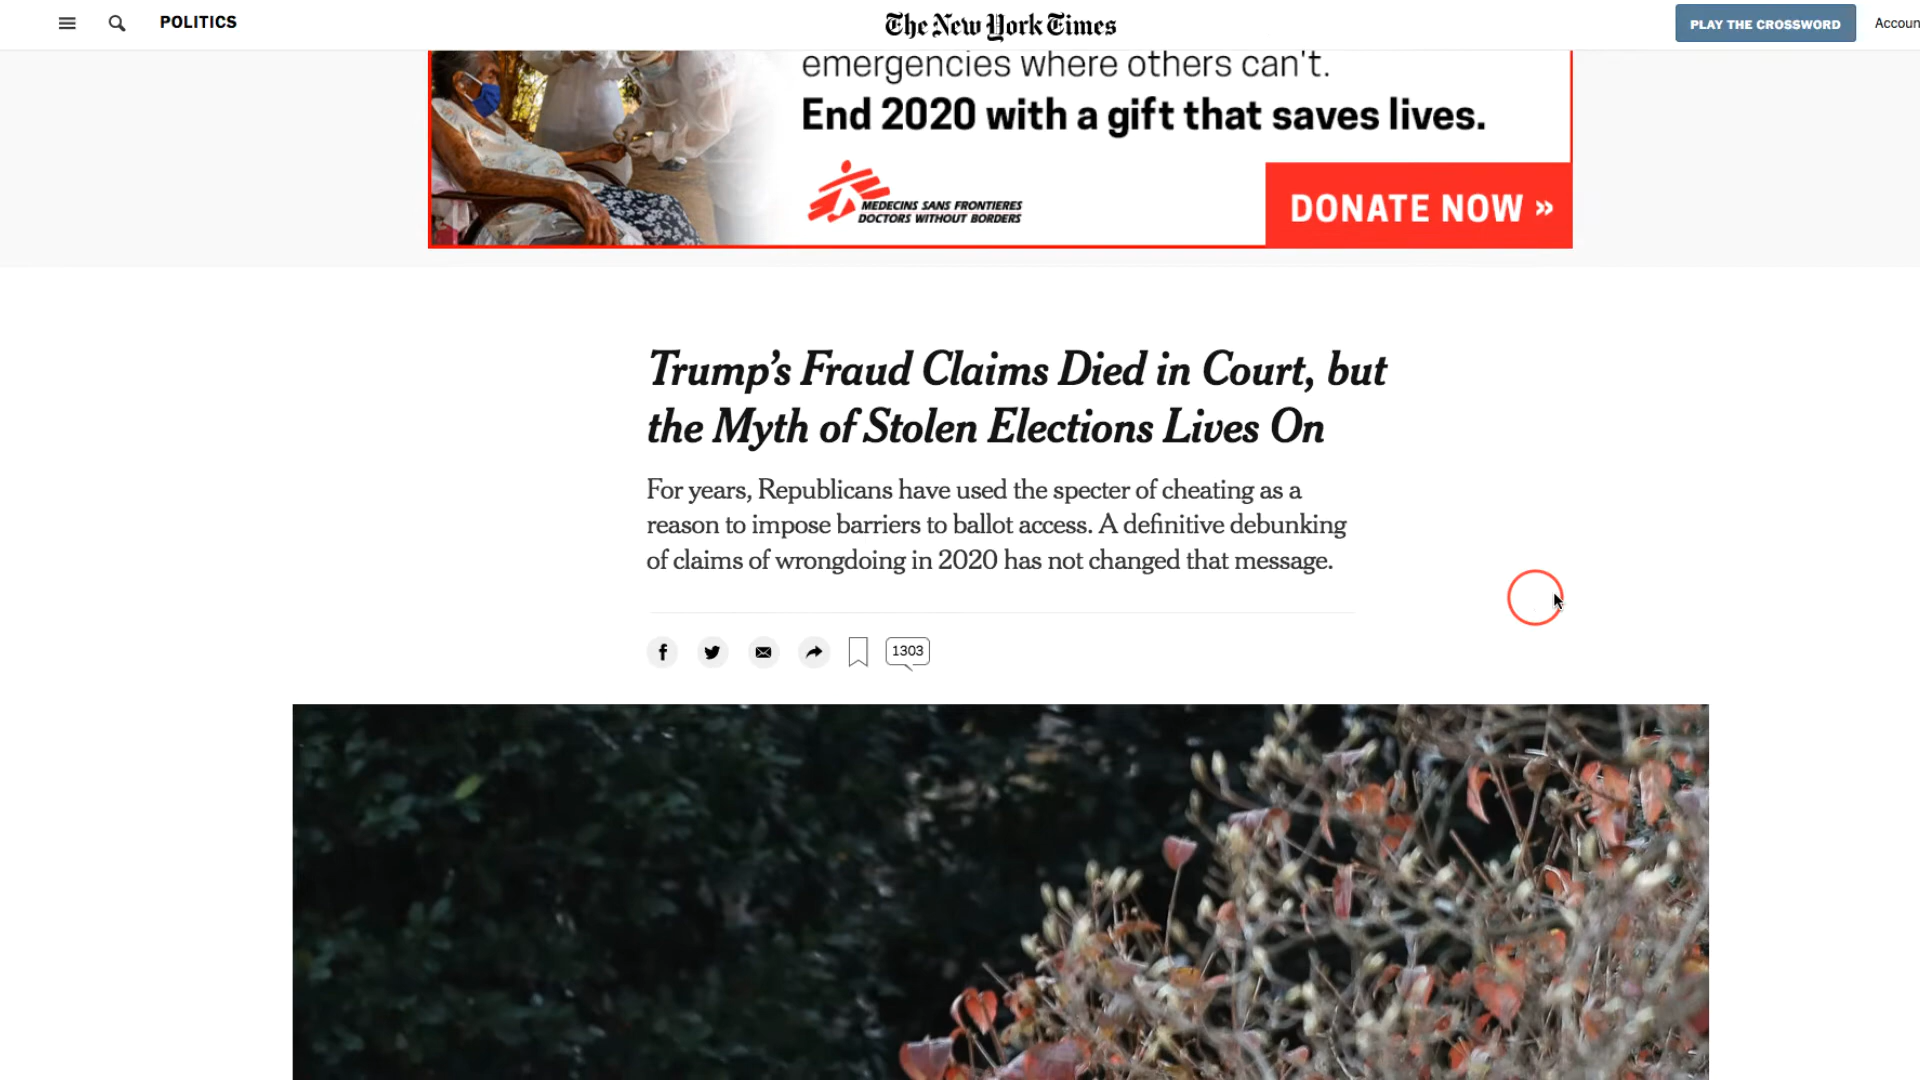 POLITICS
The New York Times
PLAY THE CROSSWORD
Accoun
emergencies where others can't.
End 2020 with a gift that saves lives.
MEDECINS SANS FRONTIERES
DOCTORS WITHOUT BORDERS
DONATE NOW »
Trump’s Fraud Claims Died in Court, but
the Myth of Stolen Elections Lives On
For years, Republicans have used the specter of cheating as a
reason to impose barriers to ballot access. A definitive debunking
of claims of wrongdoing in 2020 has not changed that message.
1303